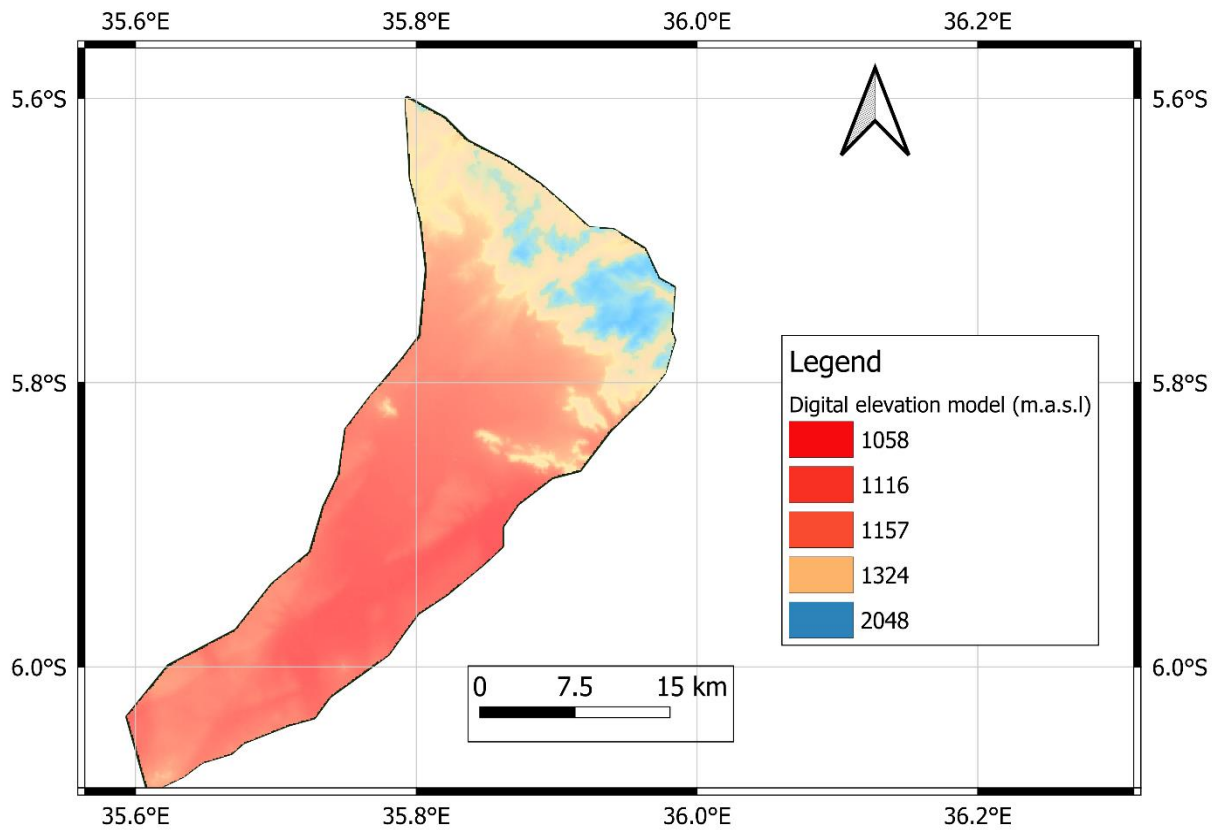 35.6°E 35.8°E 36.0°E 36.2°E
5.6°S 5.6°S
5.8°S 5.8°S
Legend
Digital elevation model (m.a.s.l)
1058
1116
1157
1324
2048
6.0°S 6.0°S
0 7.5 15 km
35.6°E 35.8°E 36.0°E 36.2°E